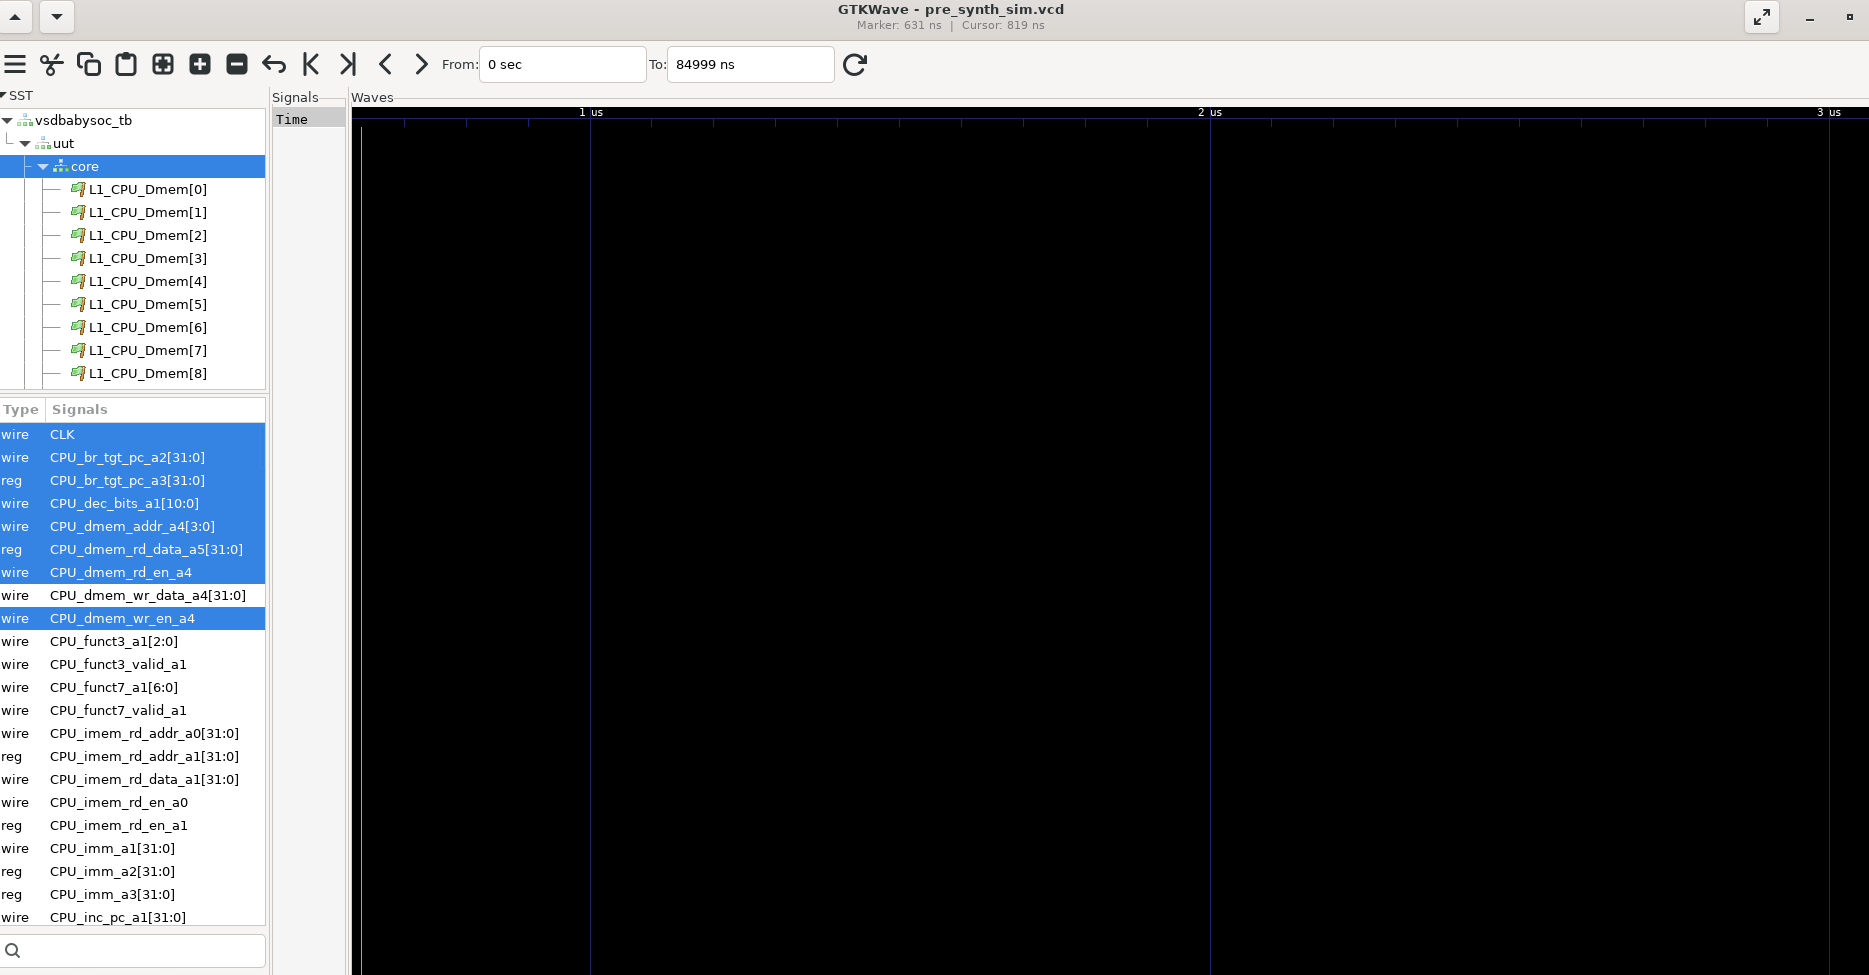 GTKWave - pre_synth_sim.vcd
Marker: 631 ns | Cursor: 819 ns
From: 0 sec To: 84999 ns
SST
vsdbabysoc_tb
uut
core
L1_CPU_Dmem[0]
L1_CPU_Dmem[1]
L1_CPU_Dmem[2]
L1_CPU_Dmem[3]
L1_CPU_Dmem[4]
L1_CPU_Dmem[5]
L1_CPU_Dmem[6]
L1_CPU_Dmem[7]
L1_CPU_Dmem[8]
Type Signals
wire CLK
wire CPU_br_tgt_pc_a2[31:0]
reg CPU_br_tgt_pc_a3[31:0]
wire CPU_dec_bits_a1[10:0]
wire CPU_dmem_addr_a4[3:0]
reg CPU_dmem_rd_data_a5[31:0]
wire CPU_dmem_rd_en_a4
wire CPU_dmem_wr_data_a4[31:0]
wire CPU_dmem_wr_en_a4
wire CPU_funct3_a1[2:0]
wire CPU_funct3_valid_a1
wire CPU_funct7_a1[6:0]
wire CPU_funct7_valid_a1
wire CPU_imem_rd_addr_a0[31:0]
reg CPU_imem_rd_addr_a1[31:0]
wire CPU_imem_rd_data_a1[31:0]
wire CPU_imem_rd_en_a0
reg CPU_imem_rd_en_a1
wire CPU_imm_a1[31:0]
reg CPU_imm_a2[31:0]
reg CPU_imm_a3[31:0]
wire CPU_inc_pc_a1[31:0]
Signals
Time
Waves
1 us 2 us 3 us